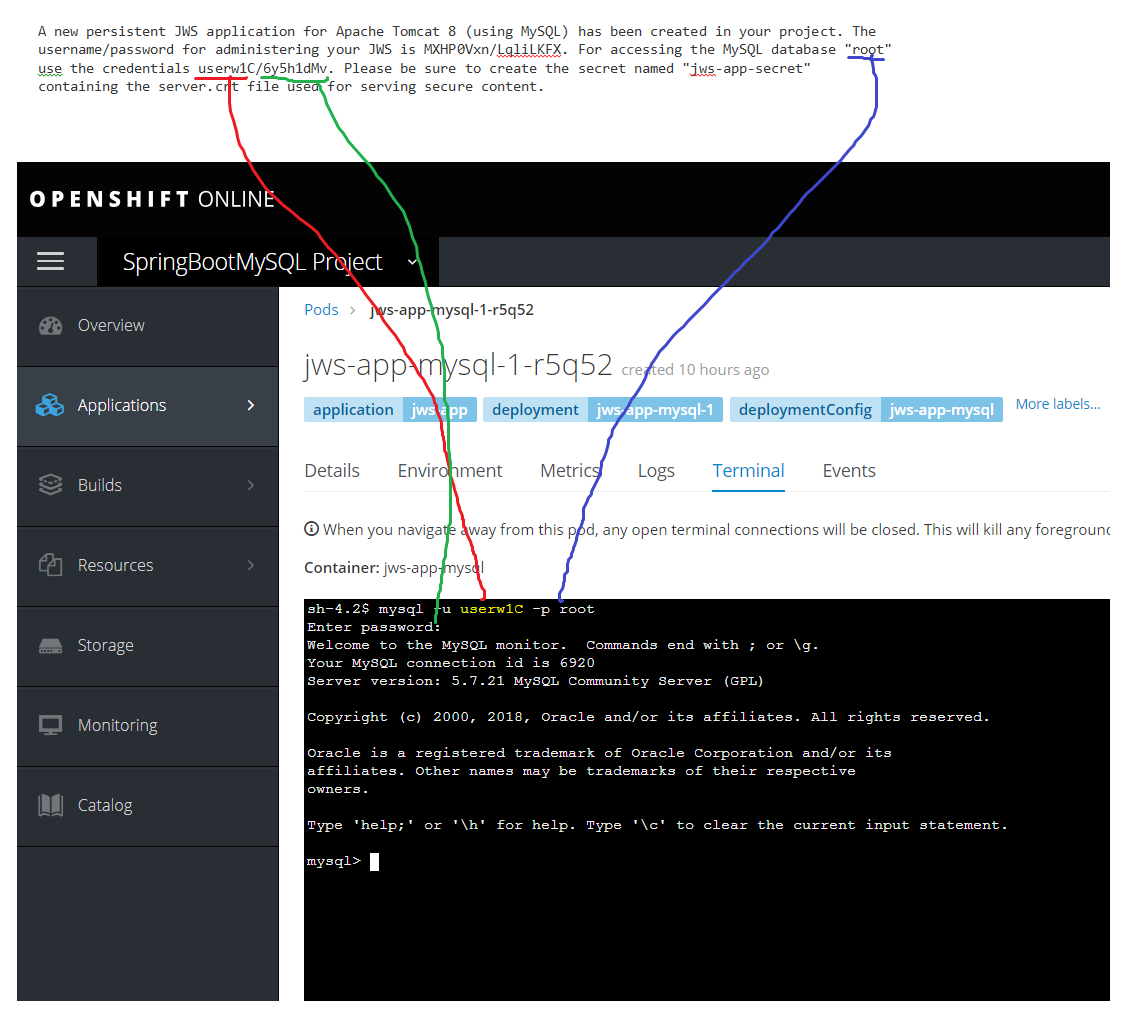 A new persistent JWS application for Apache Tomcat 8 (using MySQL) has been created in your project. The
username/password for administering your JWS is MXHP0Vxn/LqliLKFX. For accessing the MySQL database "root"
use the credentials userw1C/6y5h1dMv. Please be sure to create the secret named "jws-app-secret"
containing the server.crt file used for serving secure content.
OPENSHIFT ONLINE
SpringBootMySQL Project
Pods > jws-app-mysql-1-r5q52
Overview
jws-app-mysql-1-r5q52 created 10 hours ago
Applications
application jws-app deployment jws-app-mysql-1 deploymentConfig jws-app-mysql More labels...
Builds
Details Environment Metrics Logs Terminal Events
When you navigate away from this pod, any open terminal connections will be closed. This will kill any foreground
Resources
Container: jws-app-mysql
sh-4.2$ mysql -u userw1C -p root
Enter password:
Storage
Welcome to the MySQL monitor.  Commands end with ; or \g.
Your MySQL connection id is 6920
Server version: 5.7.21 MySQL Community Server (GPL)
Monitoring
Copyright (c) 2000, 2018, Oracle and/or its affiliates. All rights reserved.
Oracle is a registered trademark of Oracle Corporation and/or its
affiliates. Other names may be trademarks of their respective
owners.
Catalog
Type 'help;' or '\h' for help. Type '\c' to clear the current input statement.
mysql>